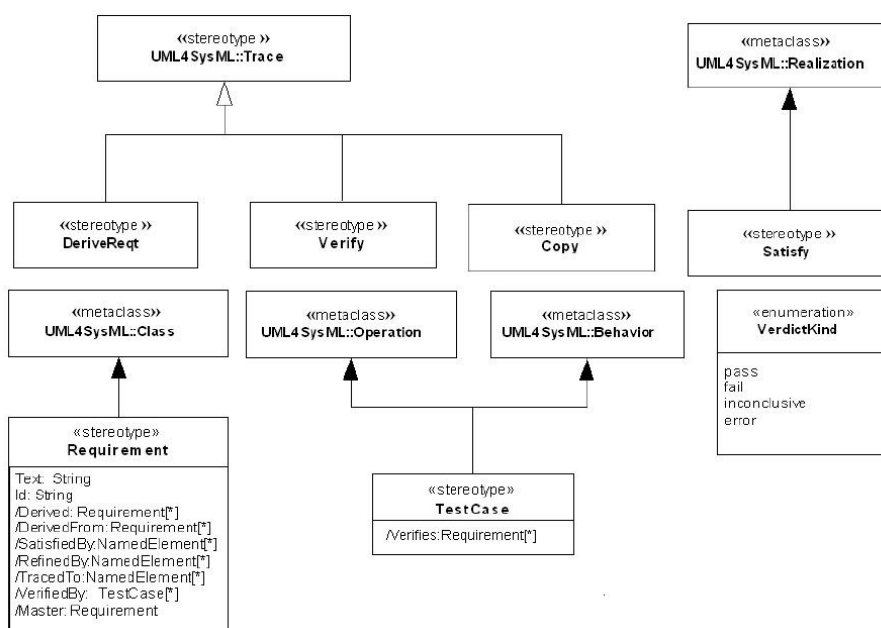 «stereotype »
UML4SysML::Trace
«metaclass»
UML4SysML::Realization
«stereotype »
DeriveReqt
«stereotype »
Verify
«stereotype »
Copy
«stereotype »
Satisfy
«metaclass»
UML4SysML::Class
«metaclass»
UML4SysML::Operation
«metaclass»
UML4SysML::Behavior
«enumeration»
VerdictKind
pass
fail
inconclusive
error
«stereotype»
Requirement
Text: String
Id: String
/Derived: Requirement[*]
/DerivedFrom: Requirement[*]
/SatisfiedBy:NamedElement[*]
/RefinedBy:NamedElement[*]
/TracedTo:NamedElement[*]
/VerifiedBy: TestCase[*]
/Master: Requirement
«stereotype»
TestCase
/Verifies:Requirement[*]